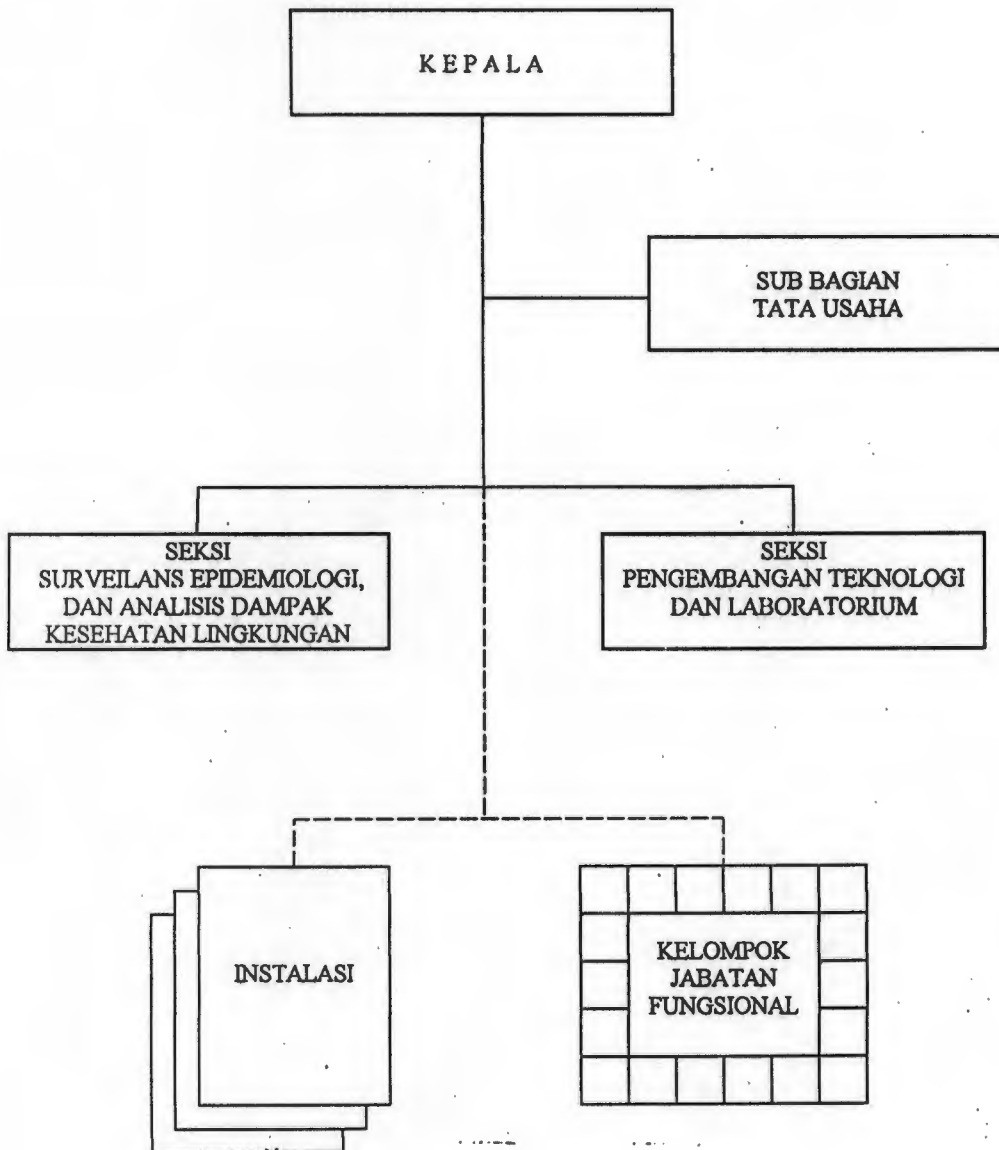 KEPALA
SUB BAGIAN
TATA USAHA
SEKSI
SURVEILANS EPIDEMIOLOGI,
DAN ANALISIS DAMPAK
KESEHATAN LINGKUNGAN
SEKSI
PENGEMBANGAN TEKNOLOGI
DAN LABORATORIUM
INSTALASI
KELOMPOK
JABATAN
FUNGSIONAL